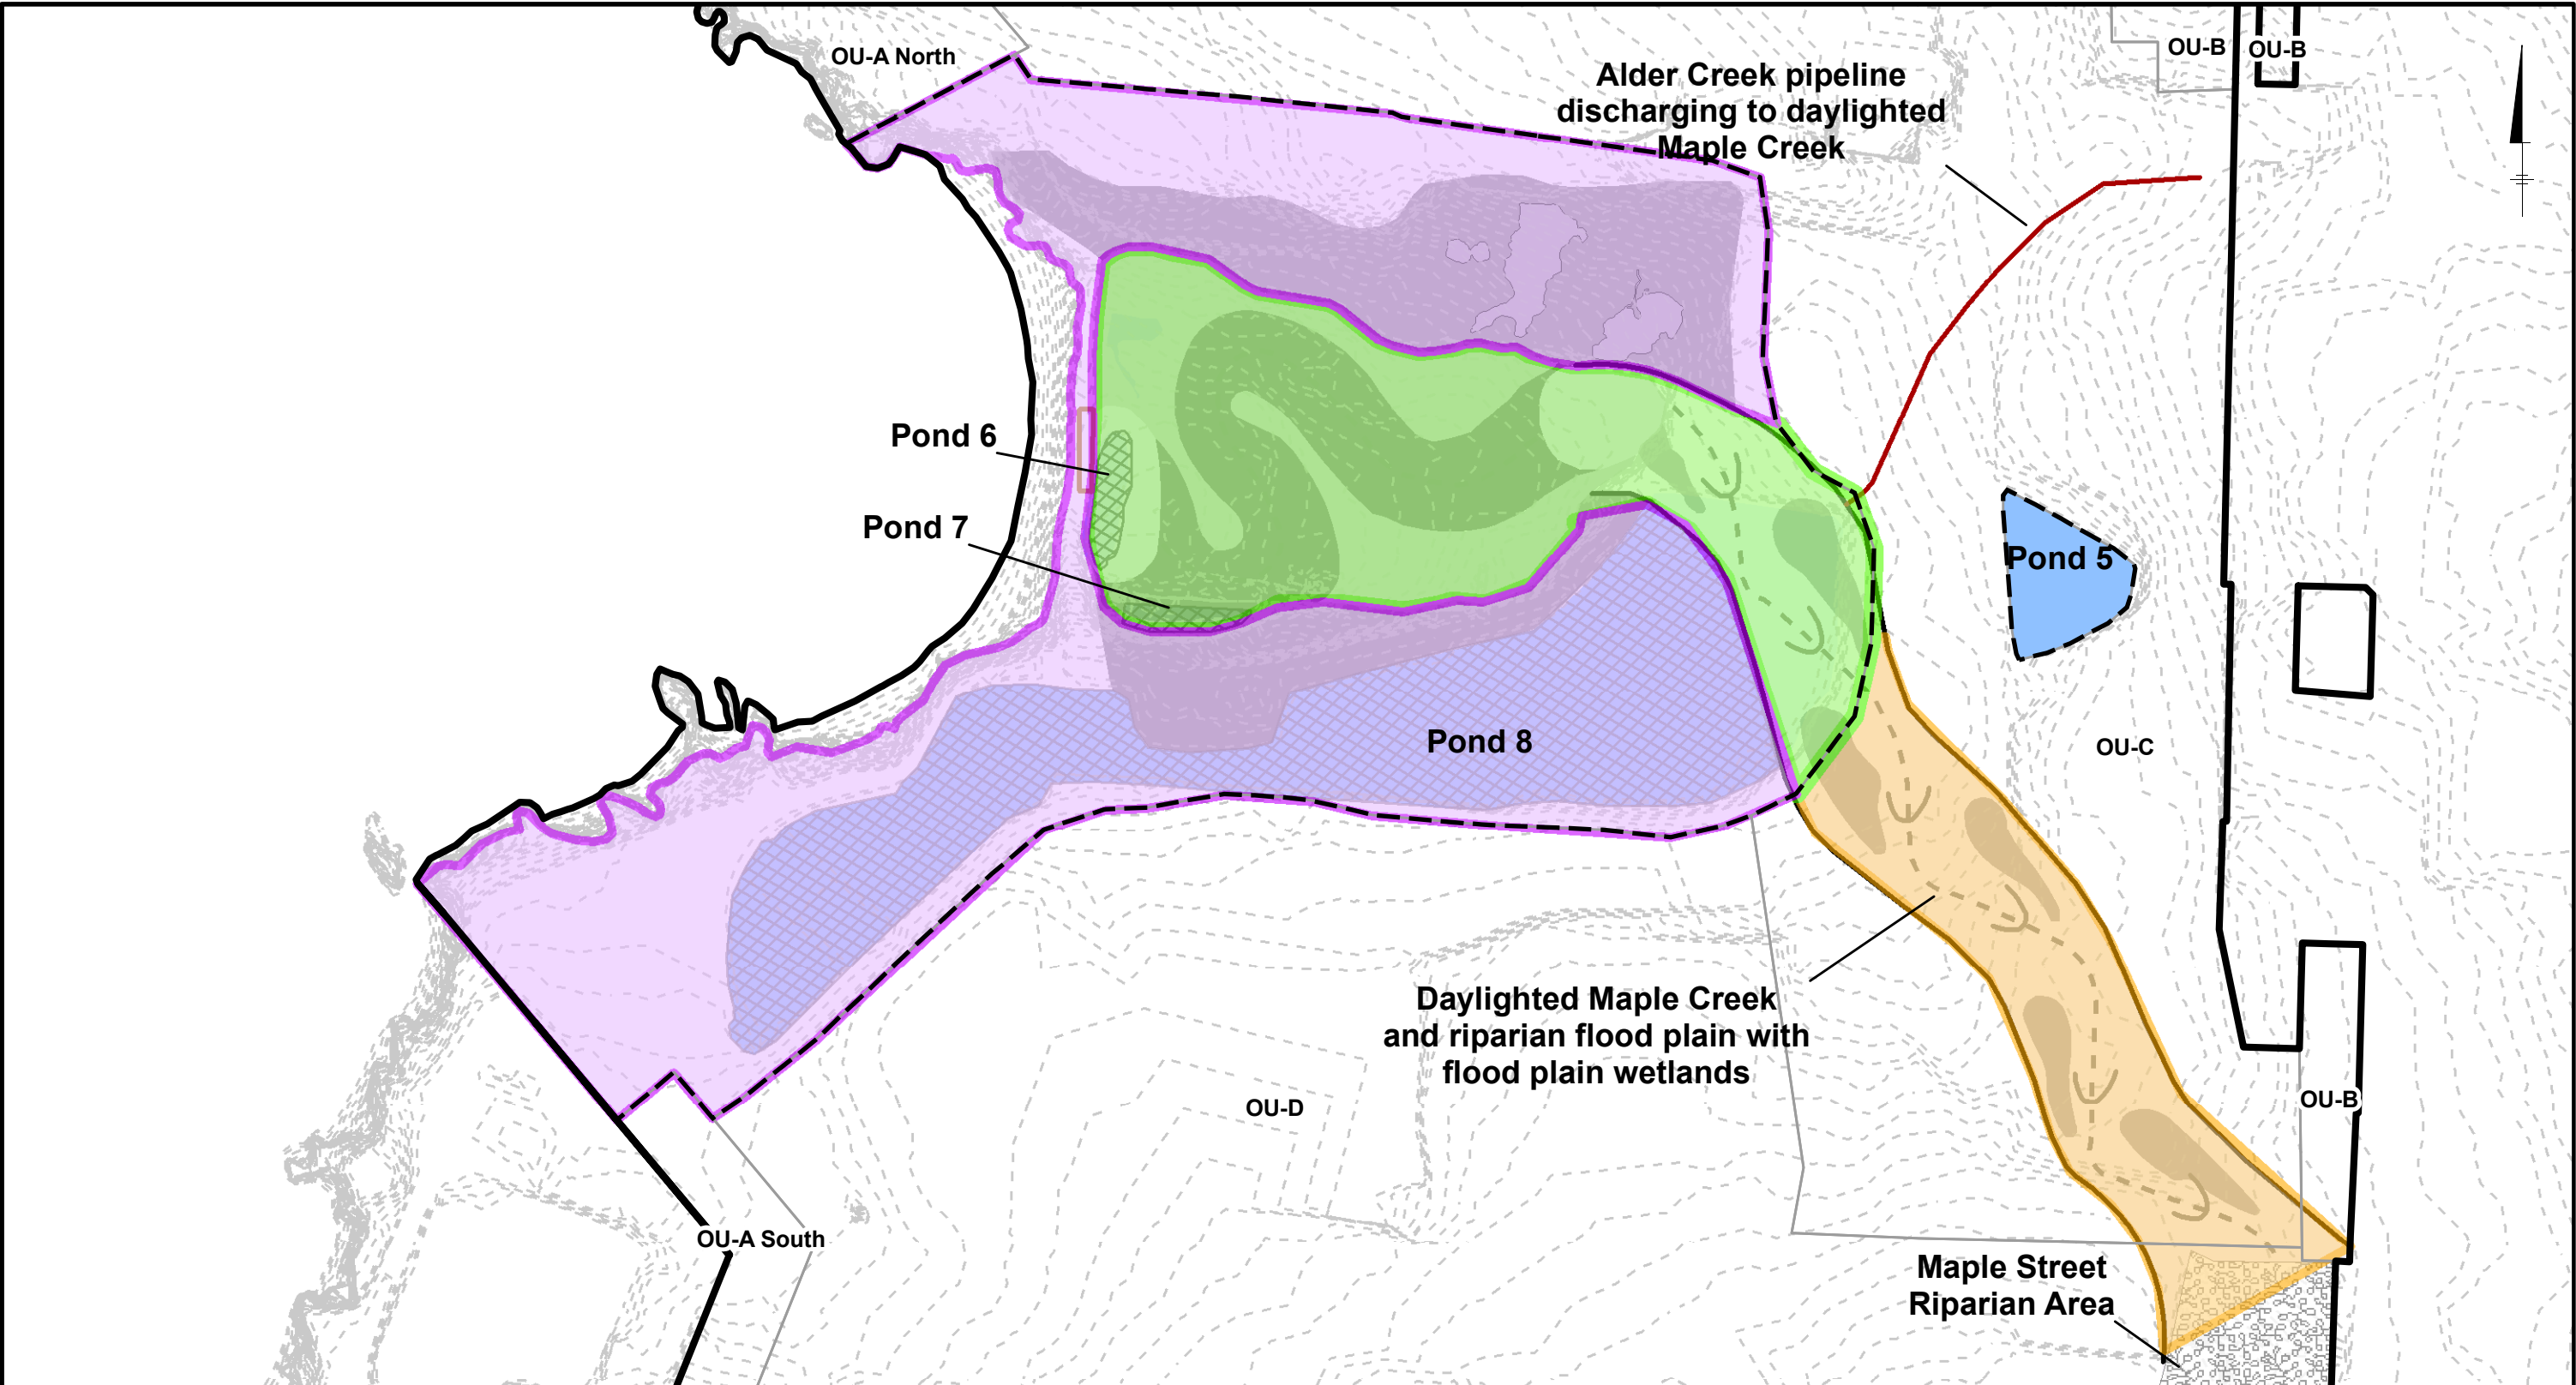 OU-A North
OU-B
OU-B
Alder Creek pipeline
discharging to daylighted
Maple Creek
Pond 6
Pond 7
Pond 5
Pond 8
OU-C
Daylighted Maple Creek
and riparian flood plain with
flood plain wetlands
OU-D
OU-B
OU-A South
Maple Street
Riparian Area